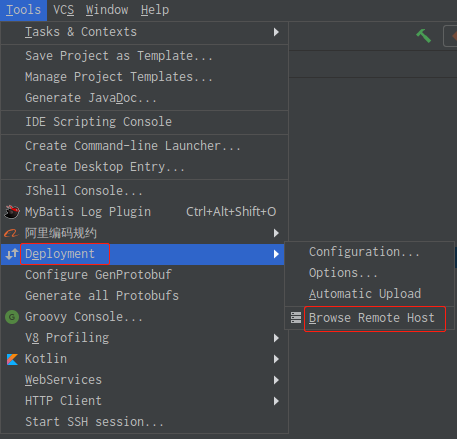 Tools VCS Window Help
Tasks & Contexts
Save Project as Template...
Manage Project Templates...
Generate JavaDoc...
IDE Scripting Console
Create Command-line Launcher...
Create Desktop Entry...
JShell Console...
MyBatis Log Plugin Ctrl+Alt+Shift+O
阿里编码规约
Deployment
Configure GenProtobuf
Generate all Protobufs
Groovy Console...
V8 Profiling
Kotlin
WebServices
HTTP Client
Start SSH session...
Configuration...
Options...
Automatic Upload
Browse Remote Host